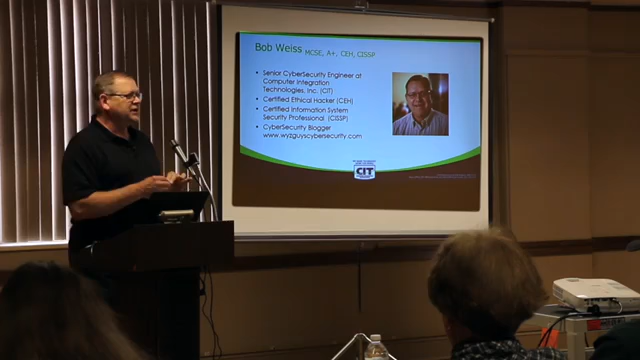 Bob Weiss MCSE, A+, CEH, CISSP
• Senior CyberSecurity Engineer at
Computer Integration
Technologies, Inc. (CIT)
• Certified Ethical Hacker (CEH)
• Certified Information System
Security Professional (CISSP)
• CyberSecurity Blogger
www.wyzguyscybersecurity.com
CIT